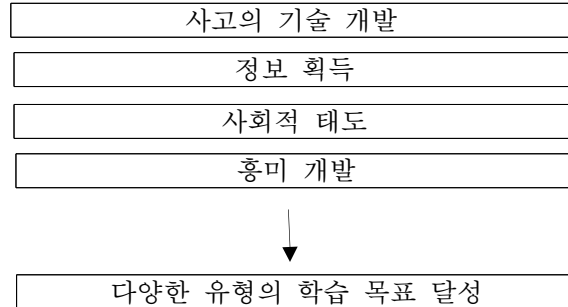 사고의 기술 개발
정보 획득
사회적 태도
흥미 개발
다양한 유형의 학습 목표 달성